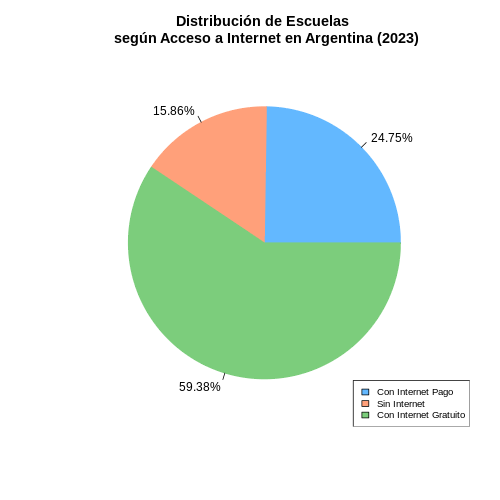 Distribución de Escuelas
según Acceso a Internet en Argentina (2023)
15.86%
24.75%
59.38%
Con Internet Pago
Sin Internet
Con Internet Gratuito